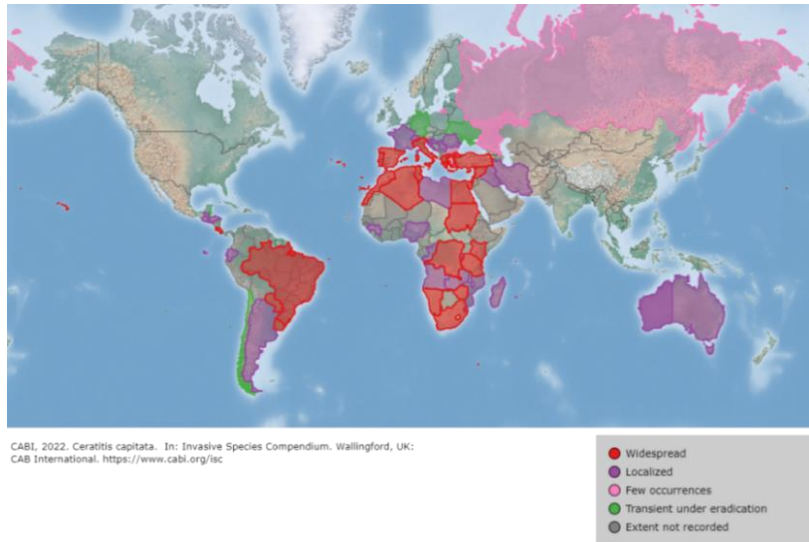 CABI, 2022. Ceratitis capitata. In: Invasive Species Compendium. Wallingford, UK:
CAB International. https://www.cabi.org/isc
Widespread
Localized
Few occurrences
Transient under eradication
Extent not recorded